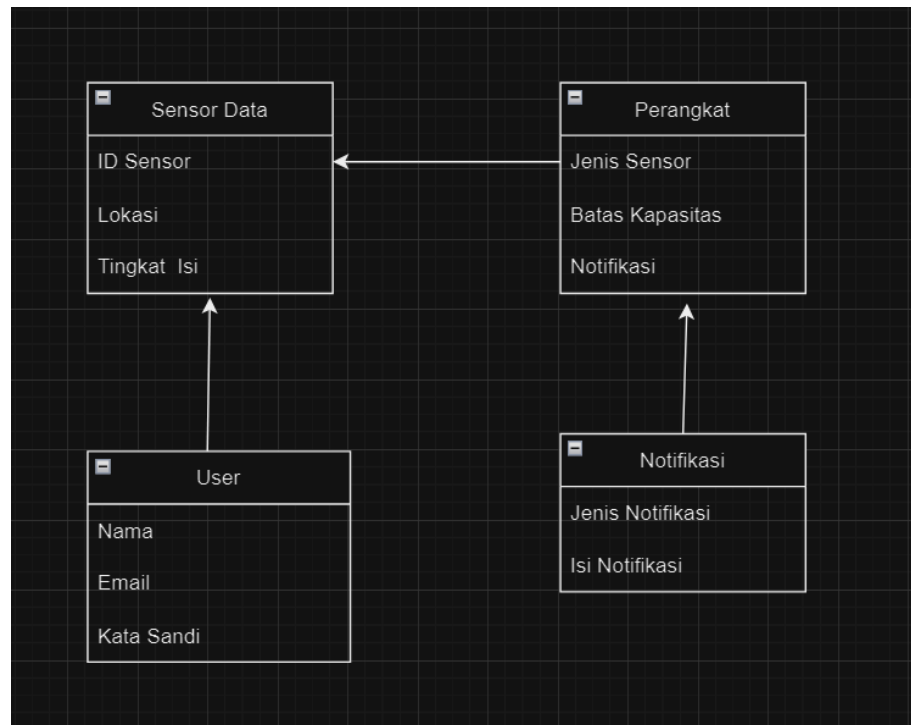 Sensor Data
ID Sensor
Lokasi
Tingkat Isi
Perangkat
Jenis Sensor
Batas Kapasitas
Notifikasi
User
Nama
Email
Kata Sandi
Notifikasi
Jenis Notifikasi
Isi Notifikasi